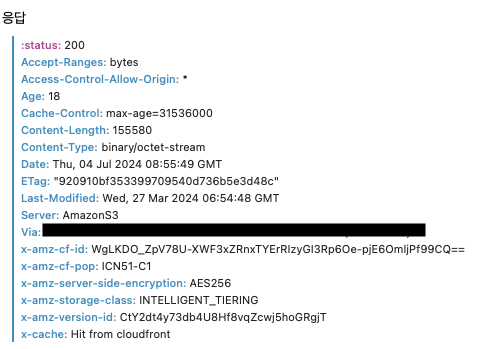 응답
:status: 200
Accept-Ranges: bytes
Access-Control-Allow-Origin: *
Age: 18
Cache-Control: max-age=31536000
Content-Length: 155580
Content-Type: binary/octet-stream
Date: Thu, 04 Jul 2024 08:55:49 GMT
ETag: "920910bf353399709540d736b5e3d48c"
Last-Modified: Wed, 27 Mar 2024 06:54:48 GMT
Server: AmazonS3
Via:
x-amz-cf-id: WgLKDO_ZpV78U-XWF3xZRnxTYErRIzyGI3Rp6Oe-pjE6OmljPf99CQ==
x-amz-cf-pop: ICN51-C1
x-amz-server-side-encryption: AES256
x-amz-storage-class: INTELLIGENT_TIERING
x-amz-version-id: CtY2dt4y73db4U8Hf8vqZcwj5hoGRgjT
x-cache: Hit from cloudfront